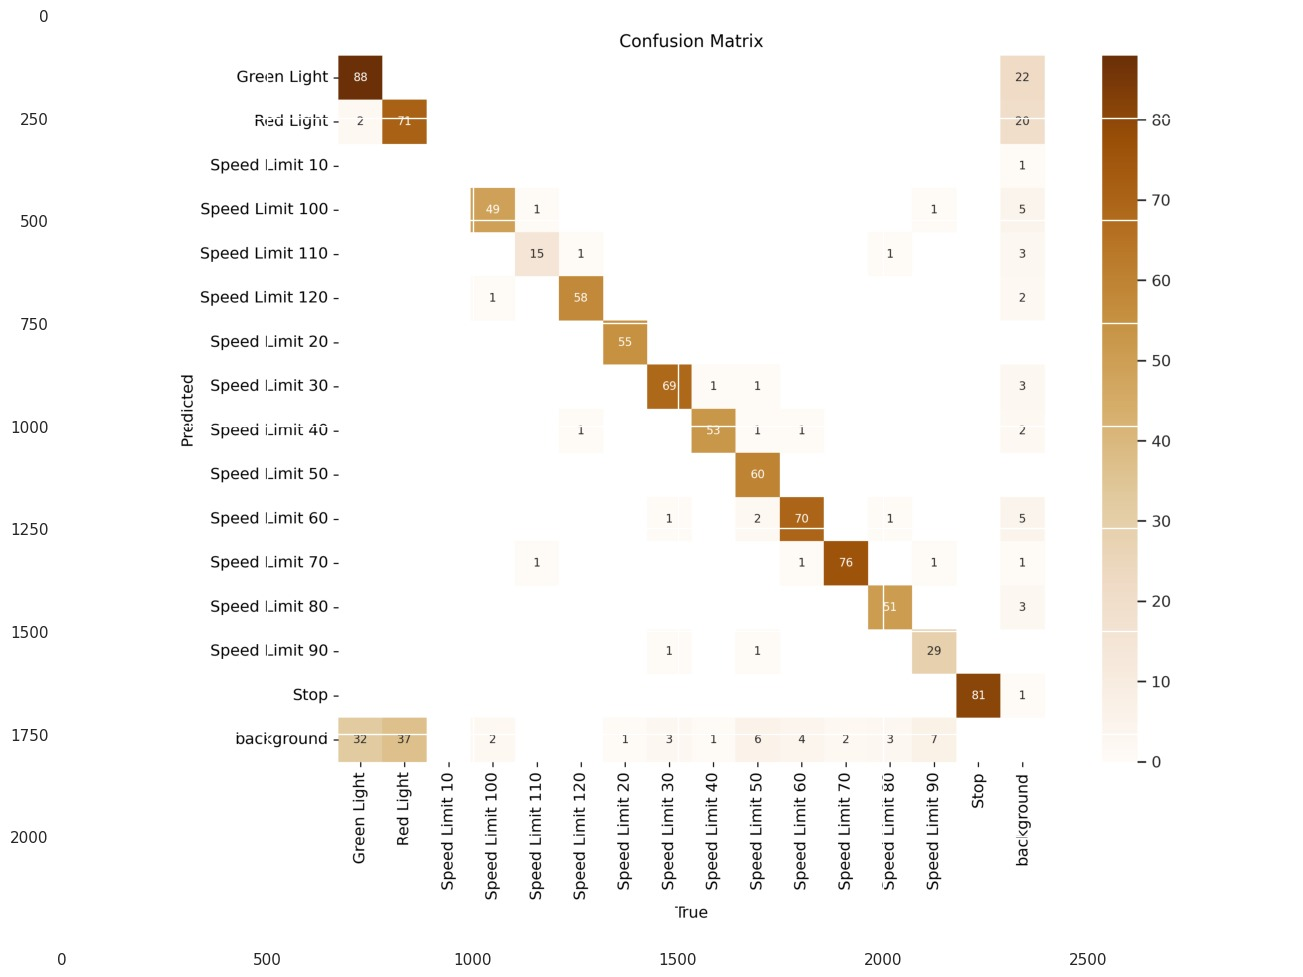 0
Confusion Matrix
Green Light 88 22
250 Red Light 2 71 20 80
Speed Limit 10 1
70
500 Speed Limit 100 49 1 1 5
Speed Limit 110 15 1 1 3
60
Speed Limit 120 1 58 2
750 Speed Limit 20 55
50
Speed Limit 30 69 1 1 3
Predicted
1000 Speed Limit 40 1 53 1 1 2
40
Speed Limit 50 60
1250 Speed Limit 60 1 2 70 1 5
30
Speed Limit 70 1 1 76 1 1
Speed Limit 80 51 3
20
1500 Speed Limit 90 1 1 29
Stop 81 1
10
1750 background 32 37 2 1 3 1 6 4 2 3 7
0
Green Light
Red Light
Speed Limit 10
Speed Limit 100
Speed Limit 110
Speed Limit 120
Speed Limit 20
Speed Limit 30
Speed Limit 40
Speed Limit 50
Speed Limit 60
Speed Limit 70
Speed Limit 80
Speed Limit 90
Stop
background
2000
True
0 500 1000 1500 2000 2500